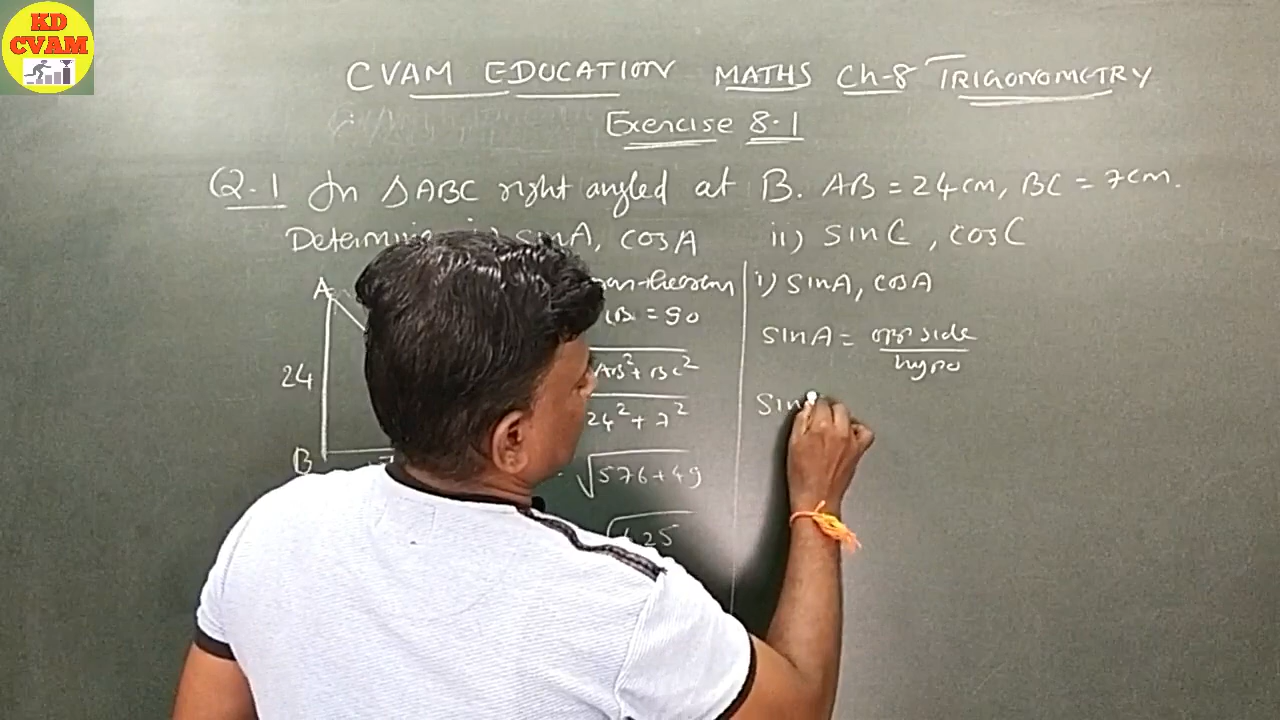 KD
CVAM
CVAM EDUCATION MATHS Ch-8 TRIGONOMETRY
Exercise 8.1
Q.1 In △ABC right angled at B. AB = 24cm, BC = 7cm.
Determine i) sinA, cosA ii) sinC, cosC
A
24
B
theorem
= 90
AB²+BC²
24²+7²
√576+49
i) sinA, cosA
sinA = opp side
hypo
sin